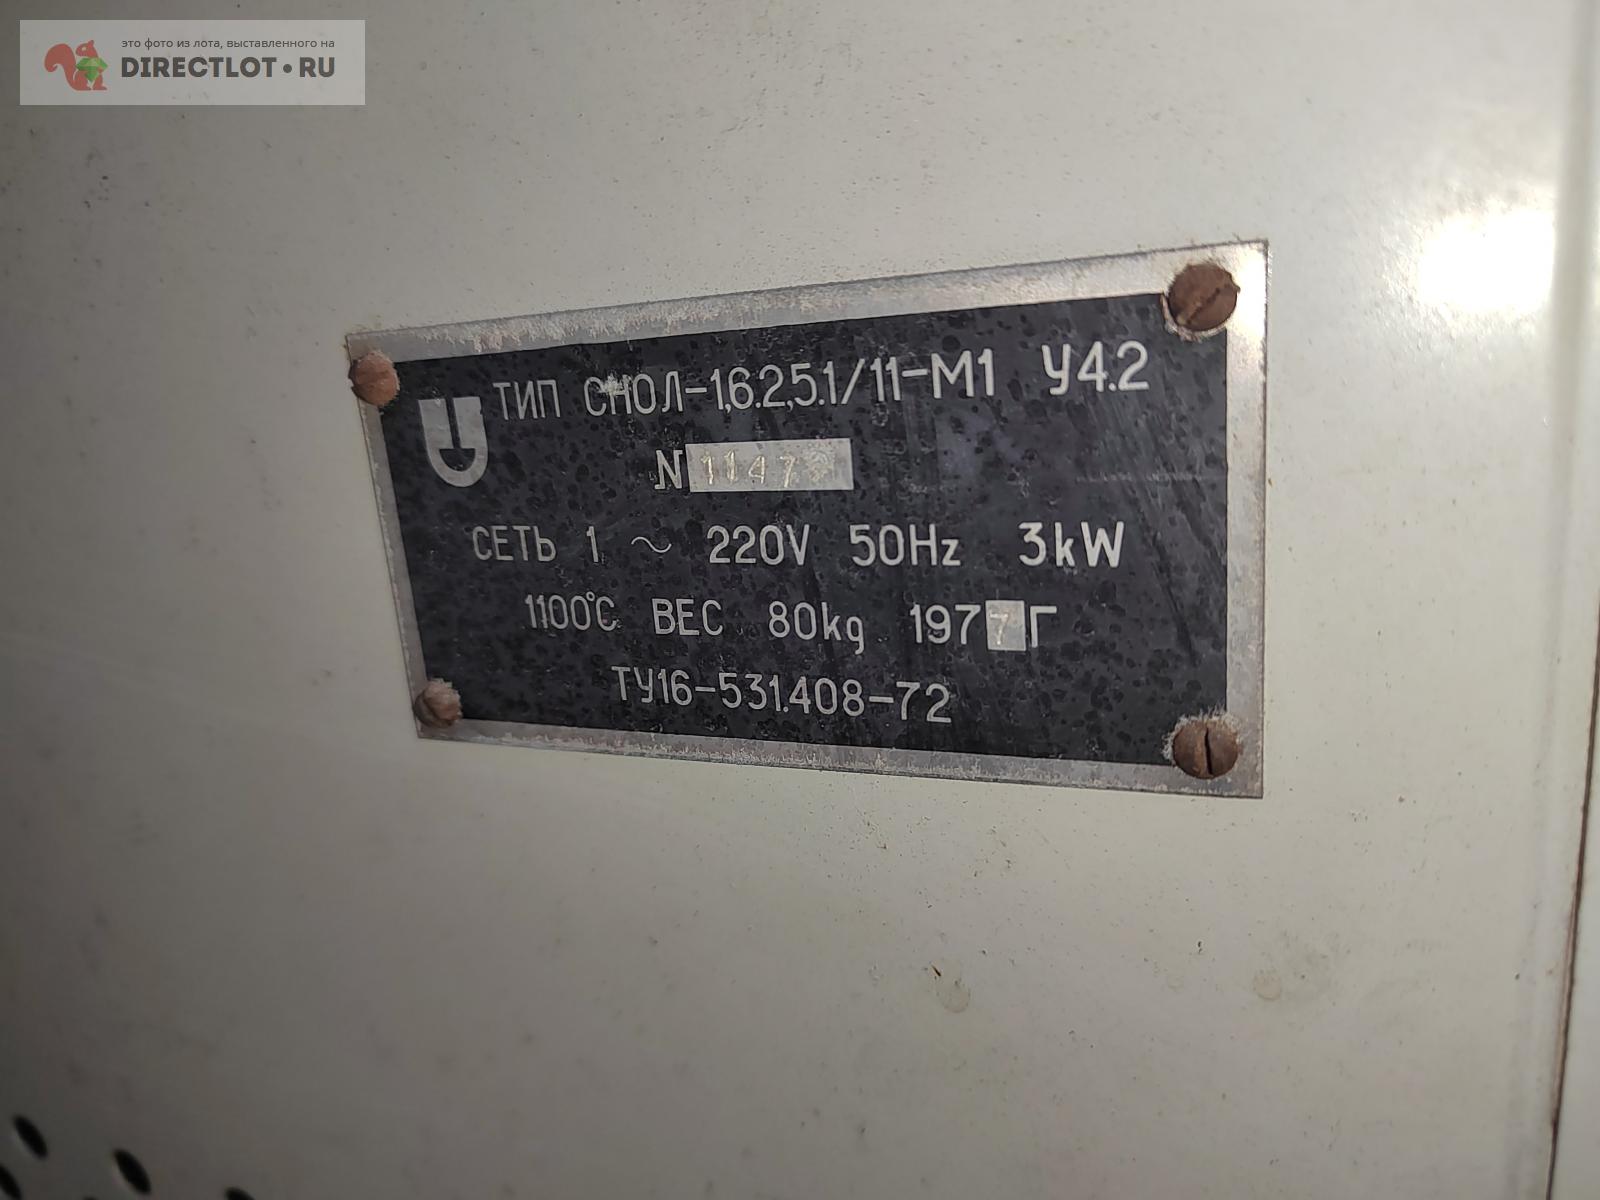 это фото из лота, выставленного на
DIRECTLOT•RU
ТИП СНОЛ-1,6.2,5.1/11-М1 У4.2
N
СЕТЬ 1 ~ 220V 50Hz 3kW
1100°C ВЕС 80kg 1977Г
ТУ16-531.408-72